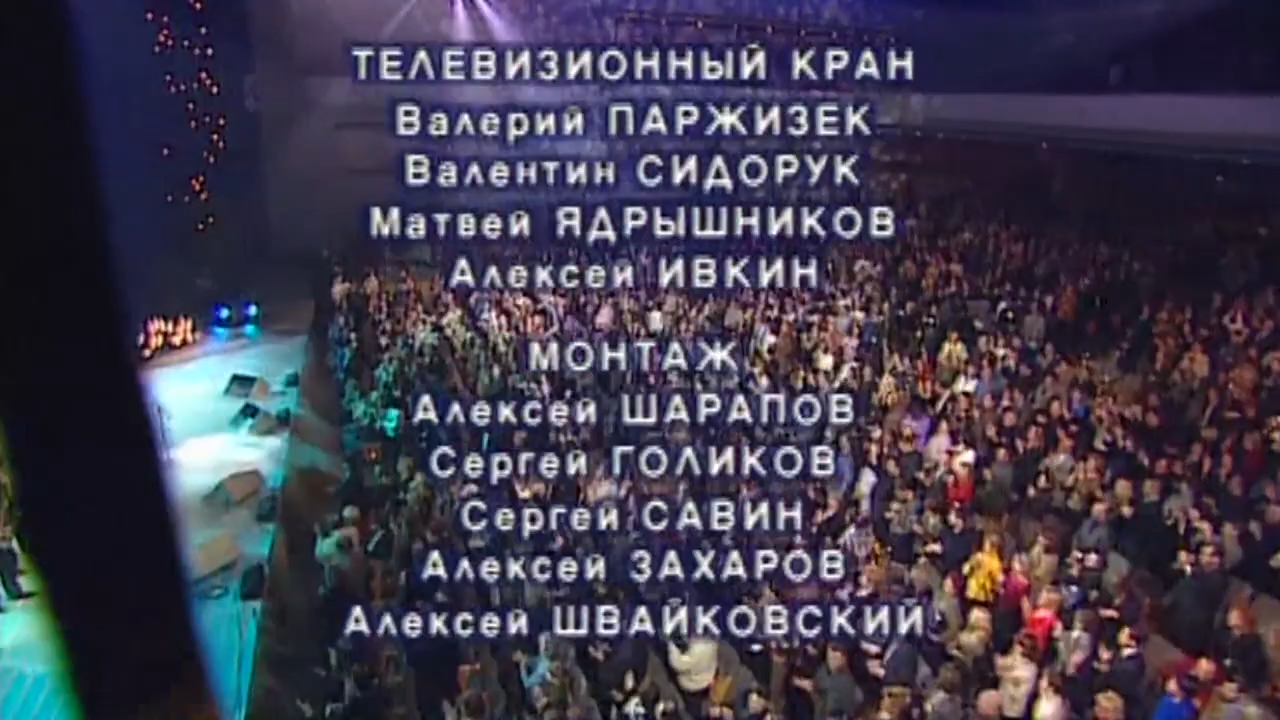 ТЕЛЕВИЗИОННЫЙ КРАН
Валерий ПАРЖИЗЕК
Валентин СИДОРУК
Матвей ЯДРЫШНИКОВ
Алексей ИВКИН
МОНТАЖ
Алексей ШАРАПОВ
Сергей ГОЛИКОВ
Сергей САВИН
Алексей ЗАХАРОВ
Алексей ШВАЙКОВСКИЙ